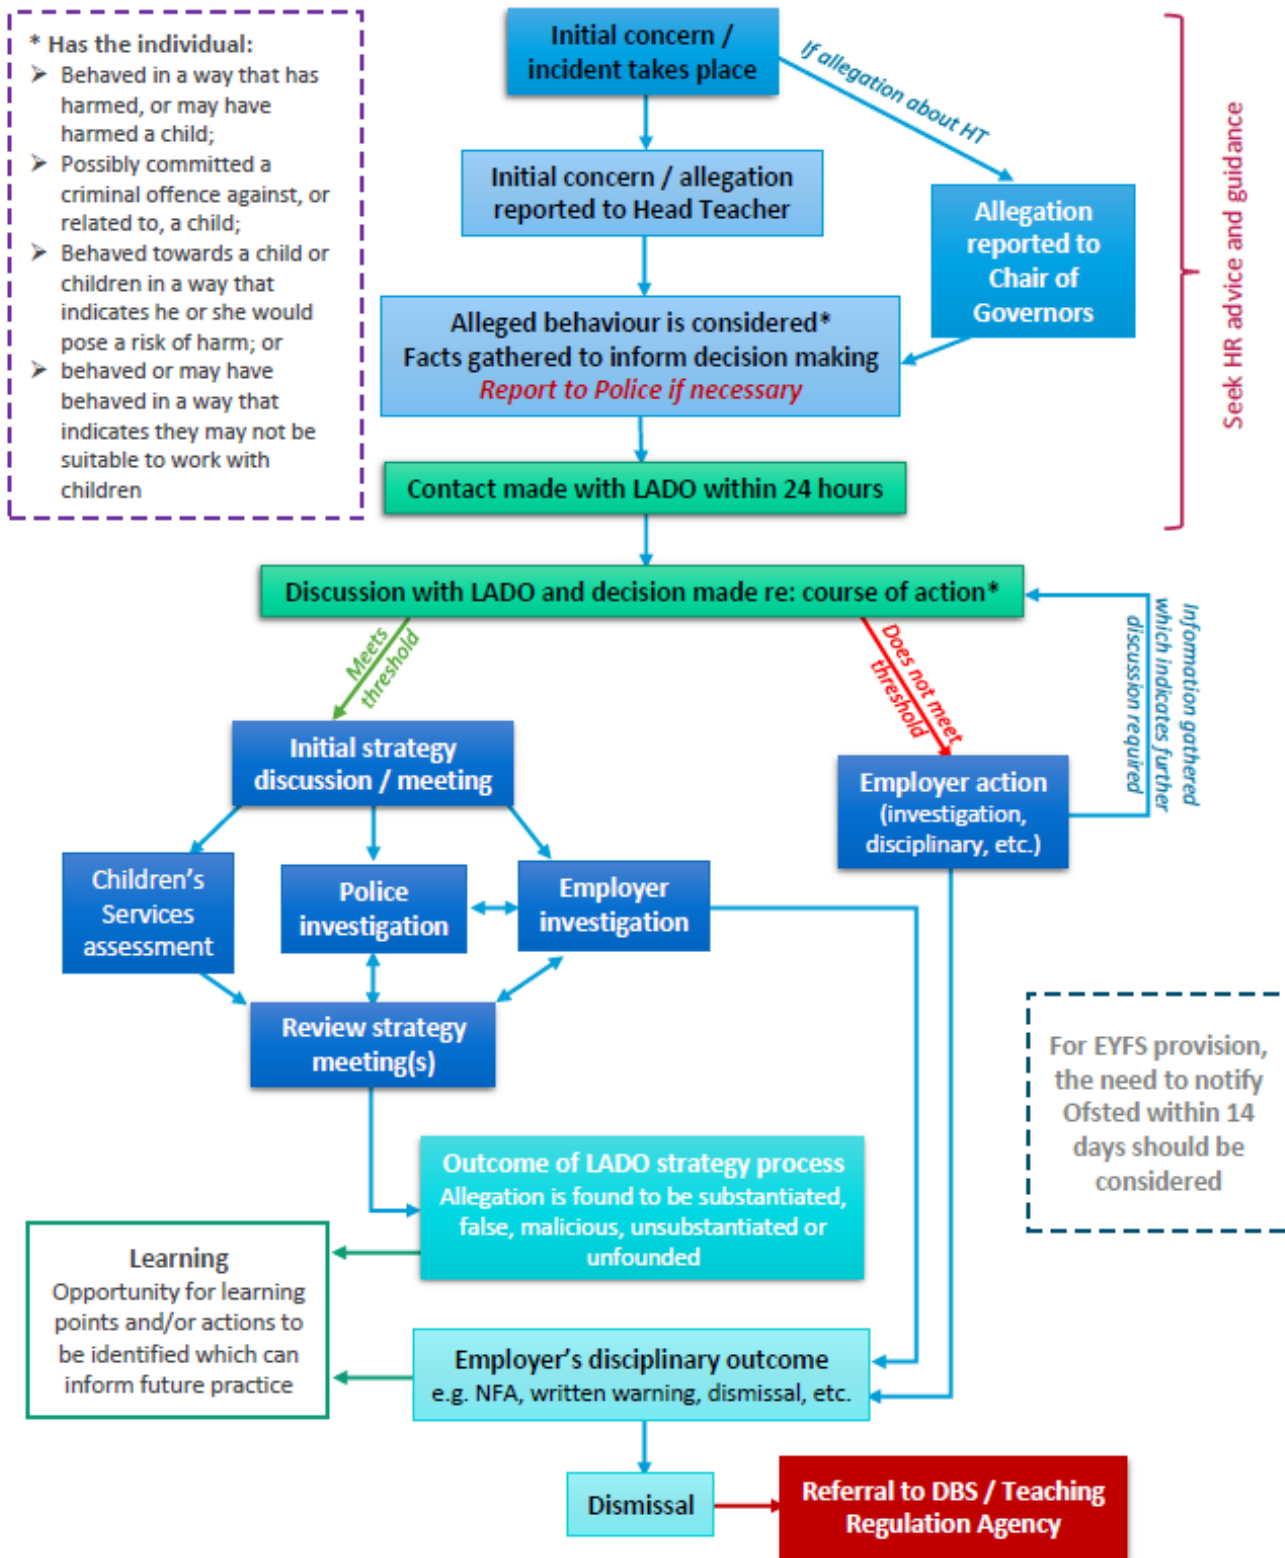 * Has the individual:
➤ Behaved in a way that has
harmed, or may have
harmed a child;
➤ Possibly committed a
criminal offence against, or
related to, a child;
➤ Behaved towards a child or
children in a way that
indicates he or she would
pose a risk of harm; or
➤ behaved or may have
behaved in a way that
indicates they may not be
suitable to work with
children
Initial concern /
incident takes place
If allegation about HT
Initial concern / allegation
reported to Head Teacher
Allegation
reported to
Chair of
Governors
Seek HR advice and guidance
Alleged behaviour is considered*
Facts gathered to inform decision making
Report to Police if necessary
Contact made with LADO within 24 hours
Discussion with LADO and decision made re: course of action*
Meets
threshold
Does not meet
threshold
Information gathered
which indicates further
discussion required
Initial strategy
discussion / meeting
Employer action
(investigation,
disciplinary, etc.)
Children's
Services
assessment
Police
investigation
Employer
investigation
Review strategy
meeting(s)
For EYFS provision,
the need to notify
Ofsted within 14
days should be
considered
Outcome of LADO strategy process
Allegation is found to be substantiated,
false, malicious, unsubstantiated or
unfounded
Learning
Opportunity for learning
points and/or actions to
be identified which can
inform future practice
Employer's disciplinary outcome
e.g. NFA, written warning, dismissal, etc.
Dismissal
Referral to DBS / Teaching
Regulation Agency